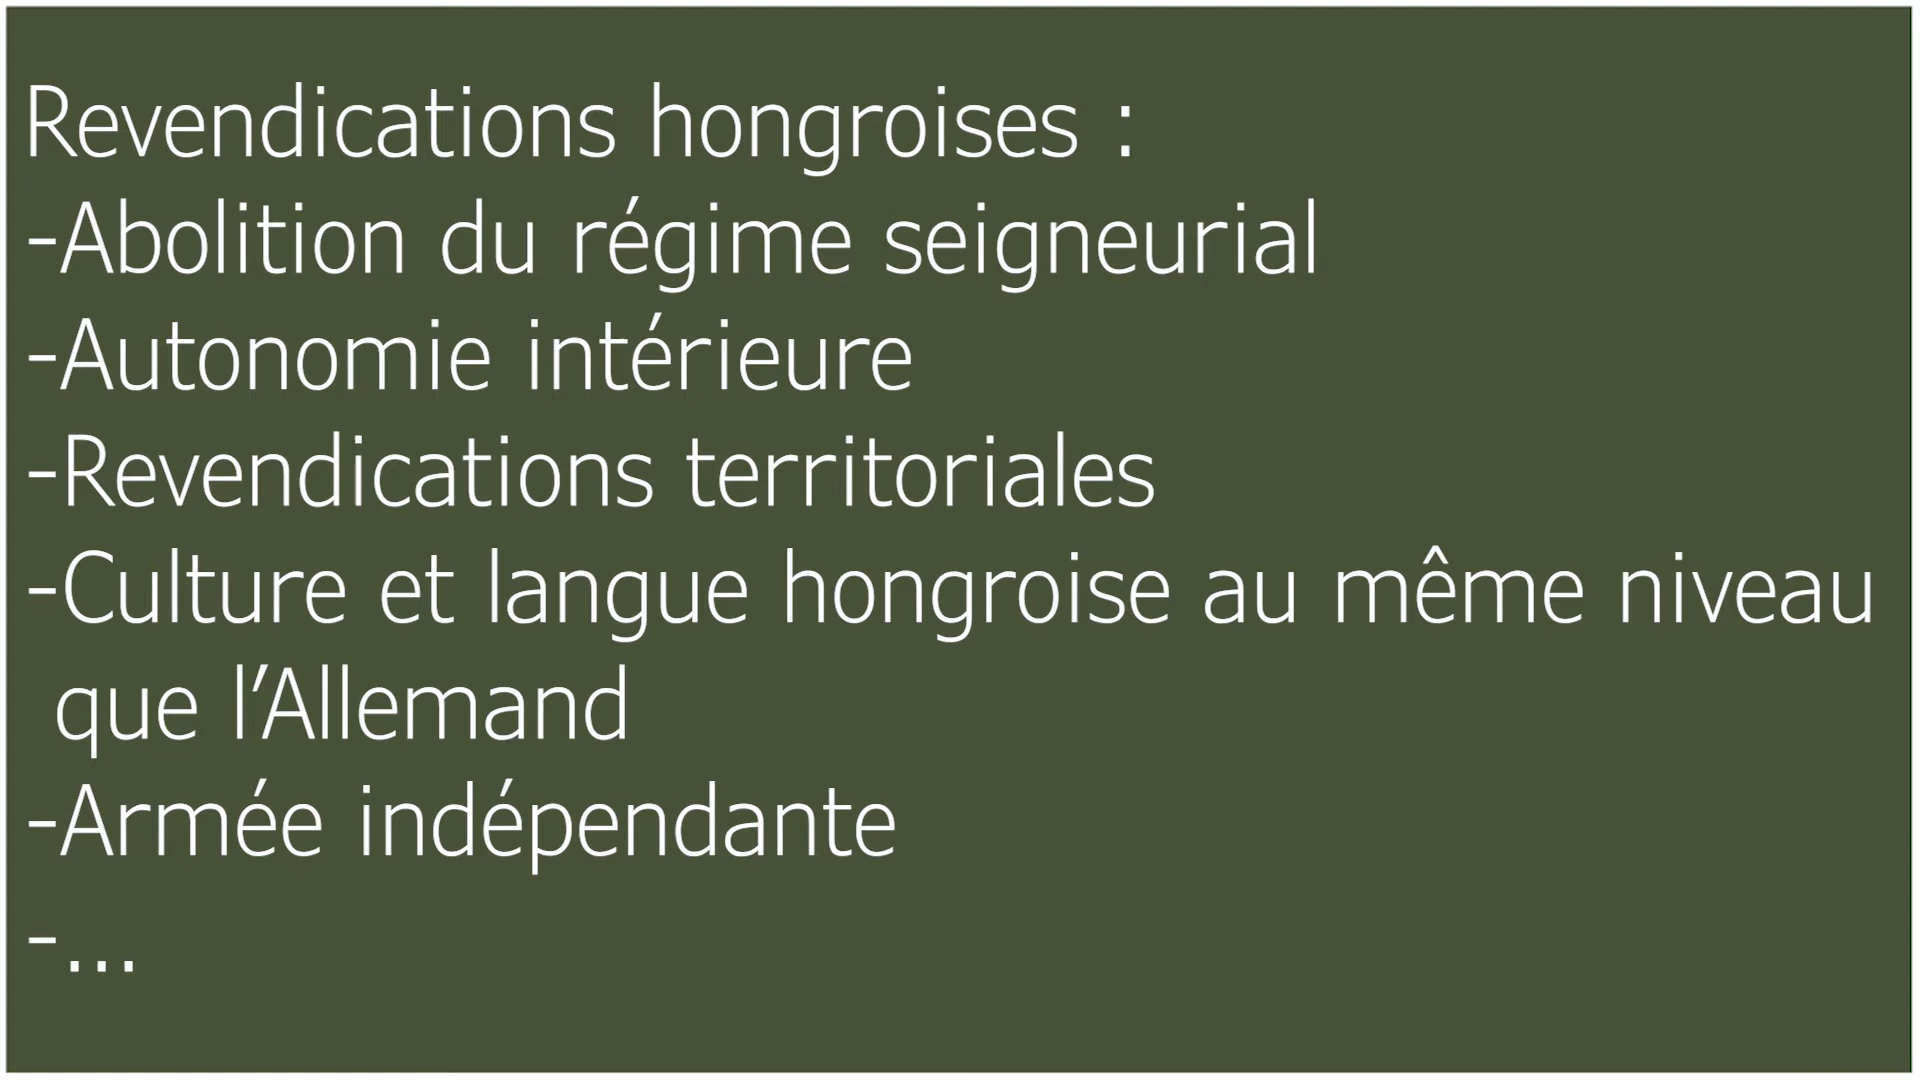 Revendications hongroises :
-Abolition du régime seigneurial
-Autonomie intérieure
-Revendications territoriales
-Culture et langue hongroise au même niveau
que l'Allemand
-Armée indépendante
-...